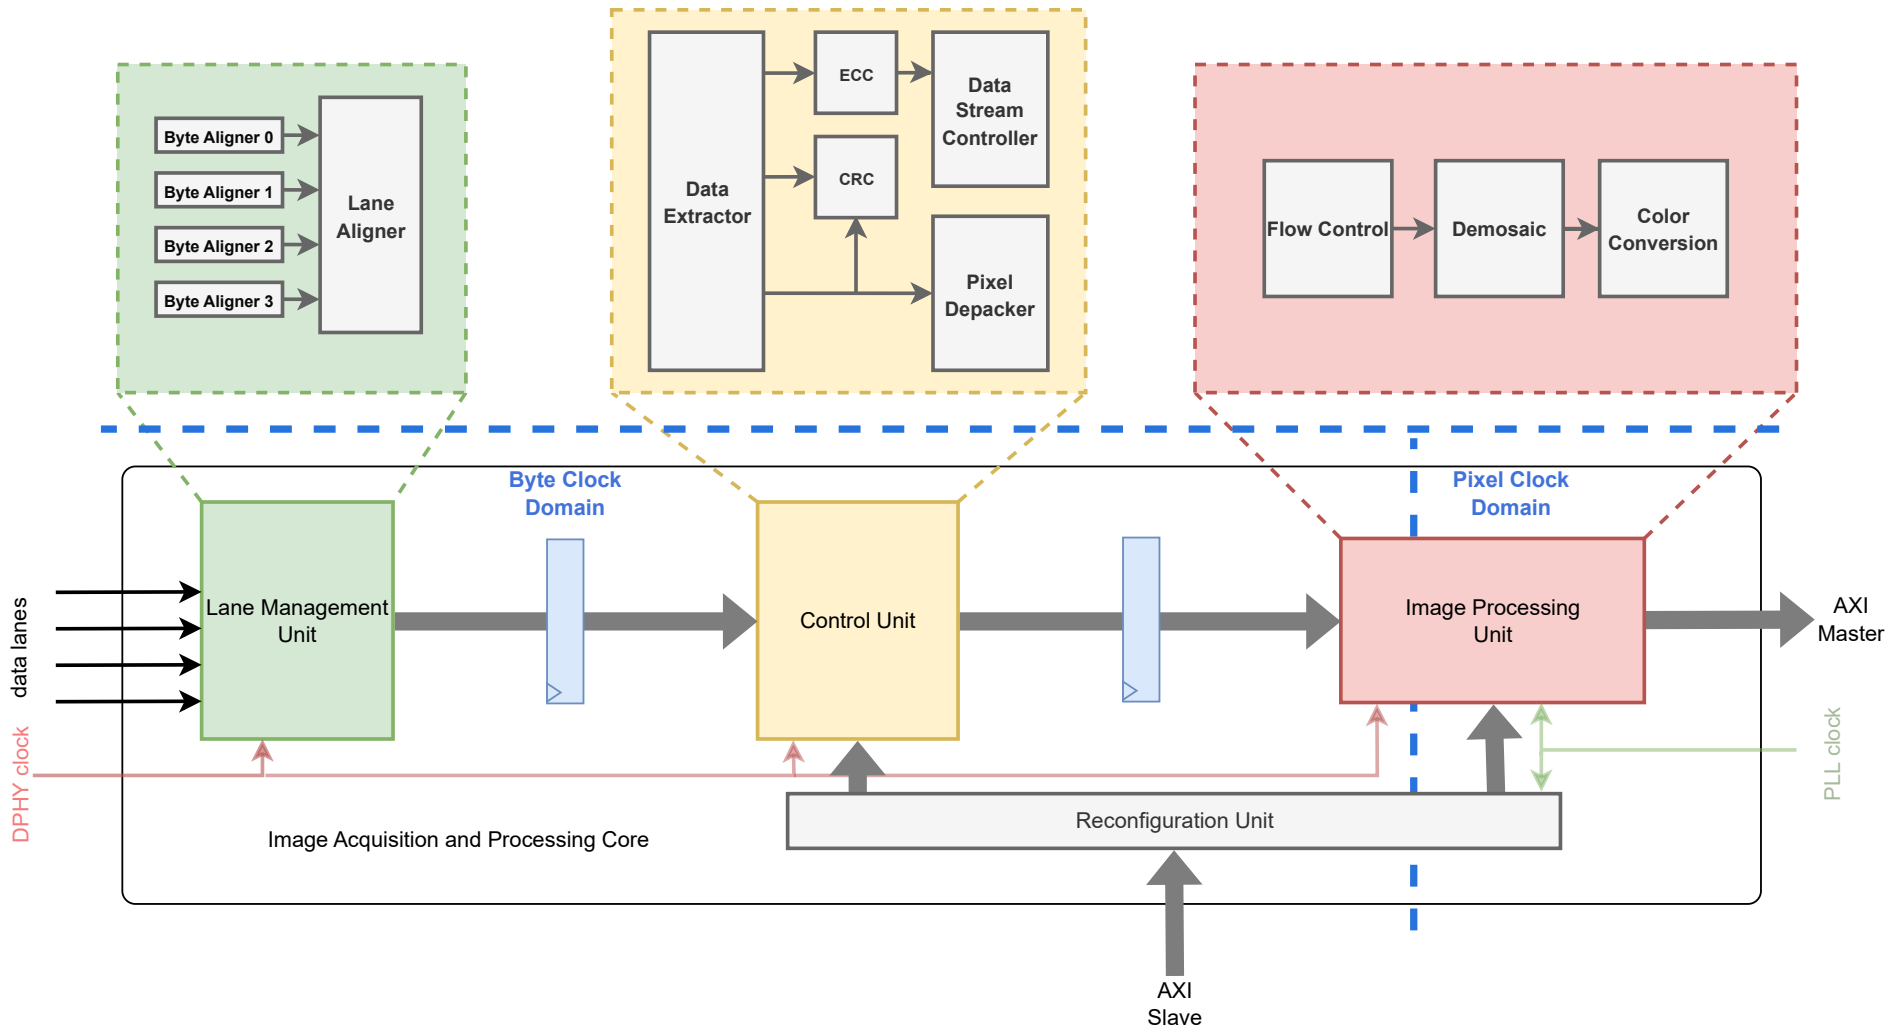 Byte Aligner 0
Byte Aligner 1
Byte Aligner 2
Byte Aligner 3
Lane
Aligner
Data
Extractor
ECC
CRC
Data
Stream
Controller
Pixel
Depacker
Flow Control
Demosaic
Color
Conversion
Byte Clock
Domain
Pixel Clock
Domain
data lanes
Lane Management
Unit
Control Unit
Image Processing
Unit
AXI
Master
DPHY clock
PLL clock
Reconfiguration Unit
Image Acquisition and Processing Core
AXI
Slave